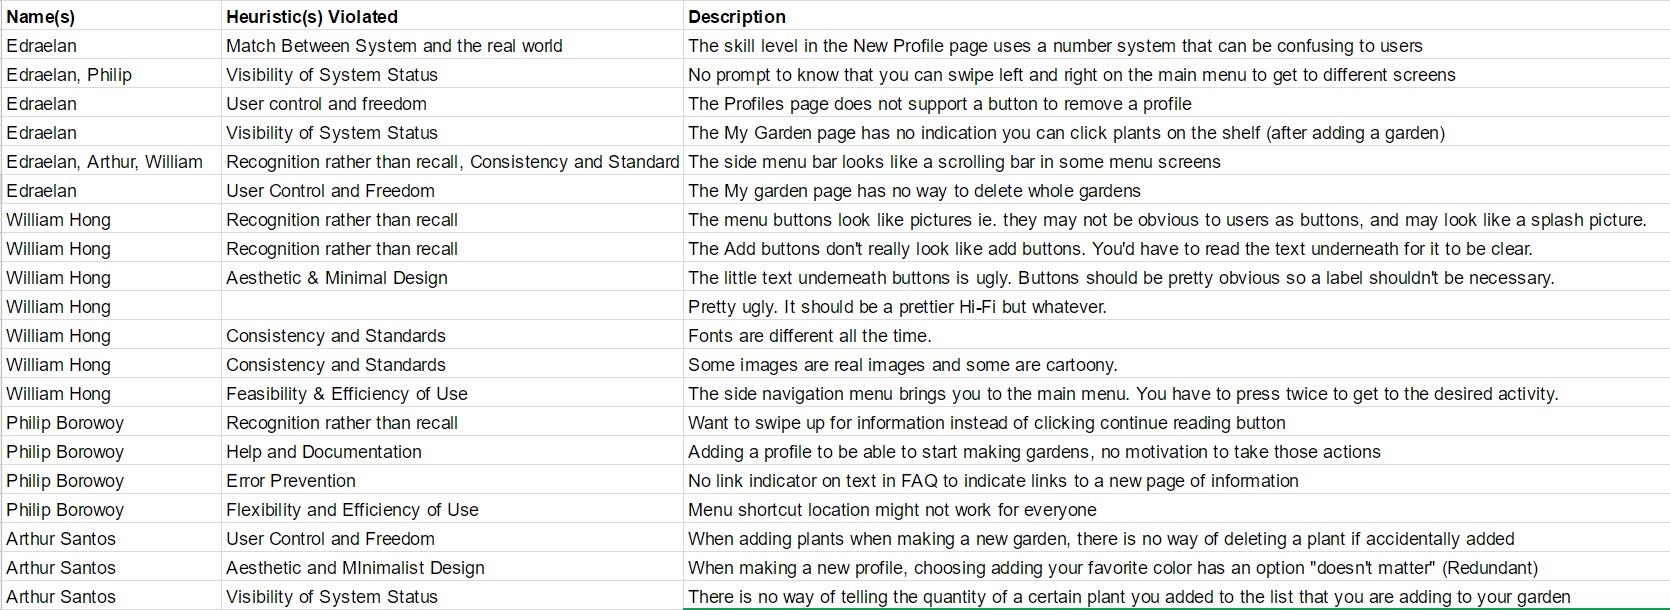 Name(s) Heuristic(s) Violated Description
Edraelan Match Between System and the real world The skill level in the New Profile page uses a number system that can be confusing to users
Edraelan, Philip Visibility of System Status No prompt to know that you can swipe left and right on the main menu to get to different screens
Edraelan User control and freedom The Profiles page does not support a button to remove a profile
Edraelan Visibility of System Status The My Garden page has no indication you can click plants on the shelf (after adding a garden)
Edraelan, Arthur, William Recognition rather than recall, Consistency and Standard The side menu bar looks like a scrolling bar in some menu screens
Edraelan User Control and Freedom The My garden page has no way to delete whole gardens
William Hong Recognition rather than recall The menu buttons look like pictures ie. they may not be obvious to users as buttons, and may look like a splash picture.
William Hong Recognition rather than recall The Add buttons don't really look like add buttons. You'd have to read the text underneath for it to be clear.
William Hong Aesthetic & Minimal Design The little text underneath buttons is ugly. Buttons should be pretty obvious so a label shouldn't be necessary.
William Hong Pretty ugly. It should be a prettier Hi-Fi but whatever.
William Hong Consistency and Standards Fonts are different all the time.
William Hong Consistency and Standards Some images are real images and some are cartoony.
William Hong Feasibility & Efficiency of Use The side navigation menu brings you to the main menu. You have to press twice to get to the desired activity.
Philip Borowoy Recognition rather than recall Want to swipe up for information instead of clicking continue reading button
Philip Borowoy Help and Documentation Adding a profile to be able to start making gardens, no motivation to take those actions
Philip Borowoy Error Prevention No link indicator on text in FAQ to indicate links to a new page of information
Philip Borowoy Flexibility and Efficiency of Use Menu shortcut location might not work for everyone
Arthur Santos User Control and Freedom When adding plants when making a new garden, there is no way of deleting a plant if accidentally added
Arthur Santos Aesthetic and MInimalist Design When making a new profile, choosing adding your favorite color has an option "doesn't matter" (Redundant)
Arthur Santos Visibility of System Status There is no way of telling the quantity of a certain plant you added to the list that you are adding to your garden